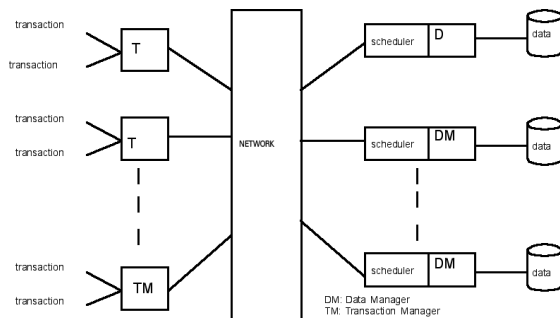 transaction
transaction
T
transaction
transaction
T
transaction
transaction
TM
NETWORK
scheduler D data
scheduler DM data
scheduler DM data
DM: Data Manager
TM: Transaction Manager